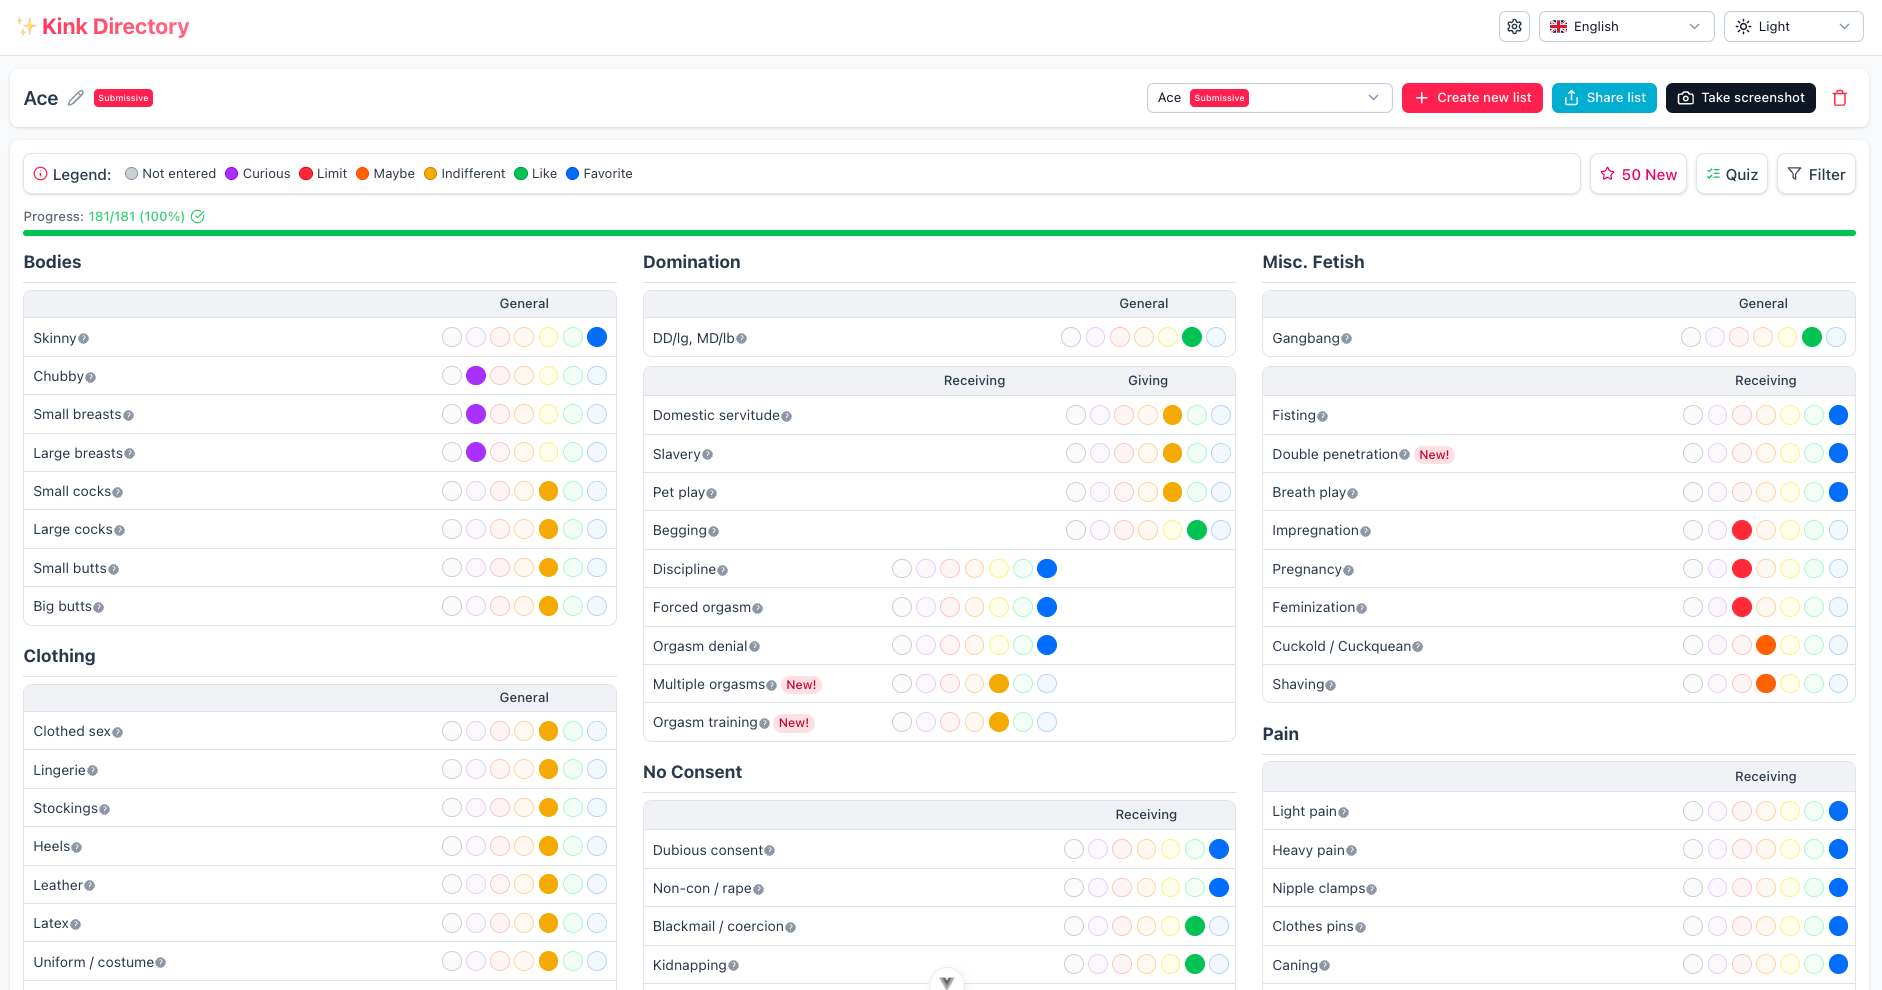 ✨ Kink Directory
English
Light
Ace Submissive
Ace Submissive
Create new list
Share list
Take screenshot
Legend: Not entered Curious Limit Maybe Indifferent Like Favorite
50 New
Quiz
Filter
Progress: 181/181 (100%)
Bodies
General
Skinny
Chubby
Small breasts
Large breasts
Small cocks
Large cocks
Small butts
Big butts
Clothing
General
Clothed sex
Lingerie
Stockings
Heels
Leather
Latex
Uniform / costume
Domination
General
DD/lg, MD/lb
Receiving Giving
Domestic servitude
Slavery
Pet play
Begging
Discipline
Forced orgasm
Orgasm denial
Multiple orgasms New!
Orgasm training New!
No Consent
Receiving
Dubious consent
Non-con / rape
Blackmail / coercion
Kidnapping
Misc. Fetish
General
Gangbang
Receiving
Fisting
Double penetration New!
Breath play
Impregnation
Pregnancy
Feminization
Cuckold / Cuckquean
Shaving
Pain
Receiving
Light pain
Heavy pain
Nipple clamps
Clothes pins
Caning